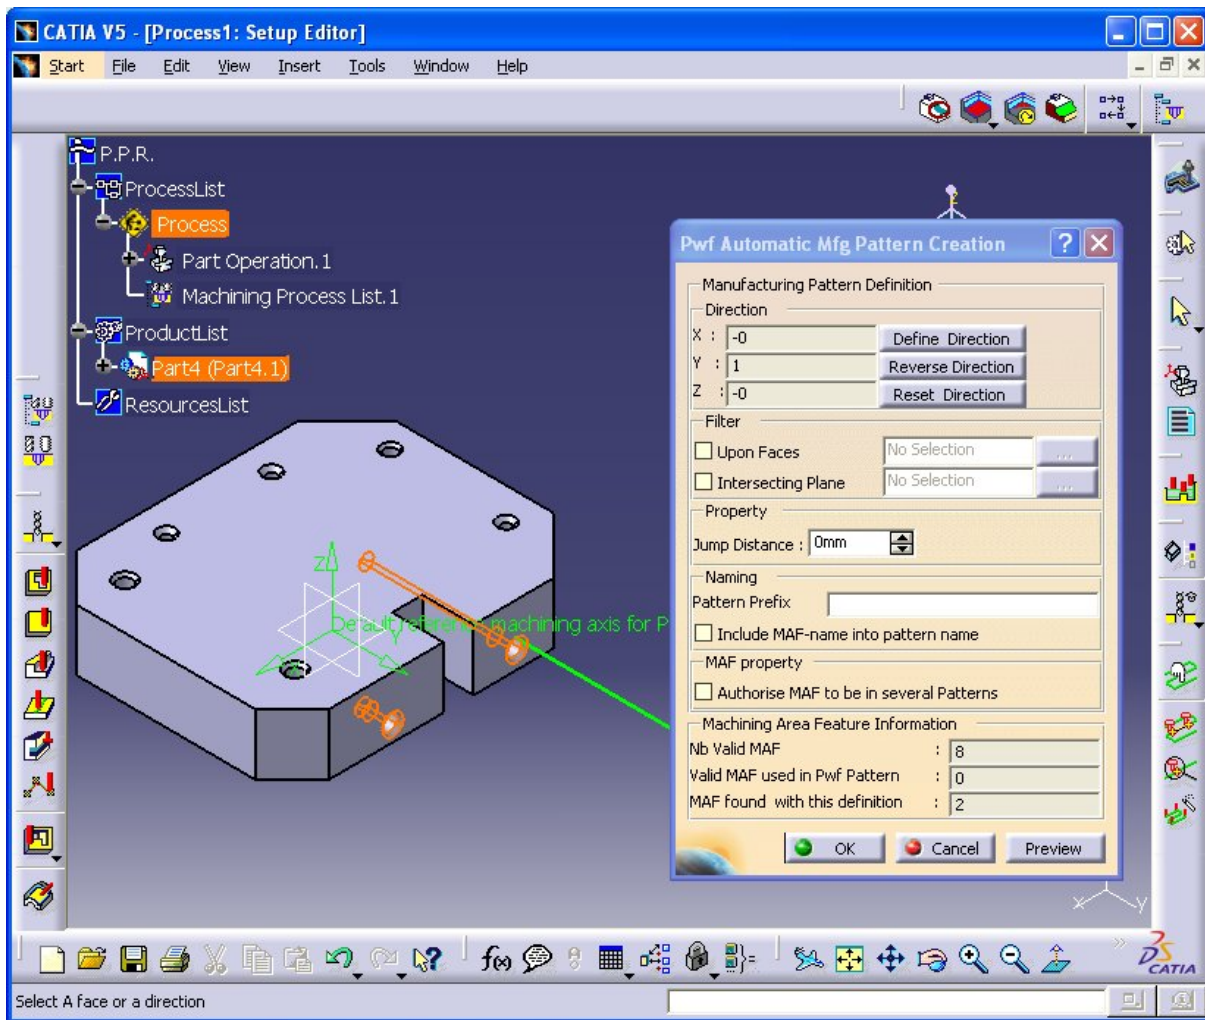 CATIA V5 - [Process1: Setup Editor]
Start File Edit View Insert Tools Window Help
P.P.R.
ProcessList
Process
Part Operation.1
Machining Process List.1
ProductList
Part4 (Part4.1)
ResourcesList
Z
Y
Default reference machining axis for P
Pwf Automatic Mfg Pattern Creation
Manufacturing Pattern Definition
Direction
X : -0 Define Direction
Y : 1 Reverse Direction
Z : -0 Reset Direction
Filter
Upon Faces No Selection ...
Intersecting Plane No Selection ...
Property
Jump Distance : 0mm
Naming
Pattern Prefix
Include MAF-name into pattern name
MAF property
Authorise MAF to be in several Patterns
Machining Area Feature Information
Nb Valid MAF : 8
Valid MAF used in Pwf Pattern : 0
MAF found with this definition : 2
OK Cancel Preview
x y
f(x)
DS CATIA
Select A face or a direction